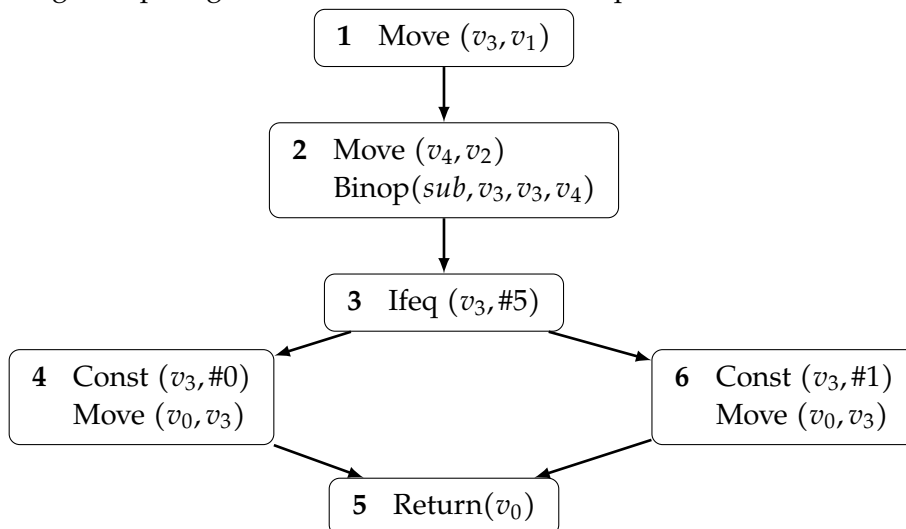 1 Move (v₃, v₁)
2 Move (v₄, v₂)
Binop(sub, v₃, v₃, v₄)
3 Ifeq (v₃, #5)
4 Const (v₃, #0)
Move (v₀, v₃)
6 Const (v₃, #1)
Move (v₀, v₃)
5 Return(v₀)